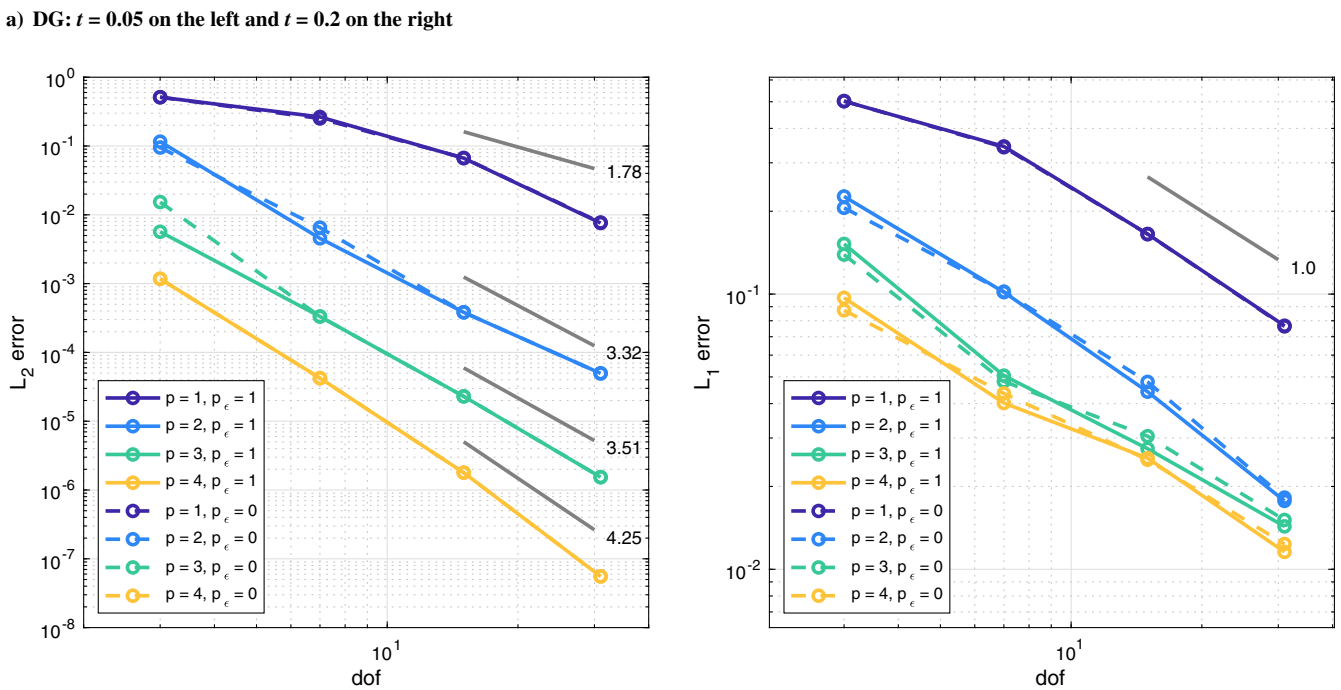 a) DG: t = 0.05 on the left and t = 0.2 on the right
10^0
10^-1
10^-2
10^-3
10^-4
10^-5
10^-6
10^-7
10^-8
L_2 error
1.78
3.32
3.51
4.25
p = 1, p_ϵ = 1
p = 2, p_ϵ = 1
p = 3, p_ϵ = 1
p = 4, p_ϵ = 1
p = 1, p_ϵ = 0
p = 2, p_ϵ = 0
p = 3, p_ϵ = 0
p = 4, p_ϵ = 0
10^1
dof
10^-1
10^-2
L_1 error
1.0
p = 1, p_ϵ = 1
p = 2, p_ϵ = 1
p = 3, p_ϵ = 1
p = 4, p_ϵ = 1
p = 1, p_ϵ = 0
p = 2, p_ϵ = 0
p = 3, p_ϵ = 0
p = 4, p_ϵ = 0
10^1
dof